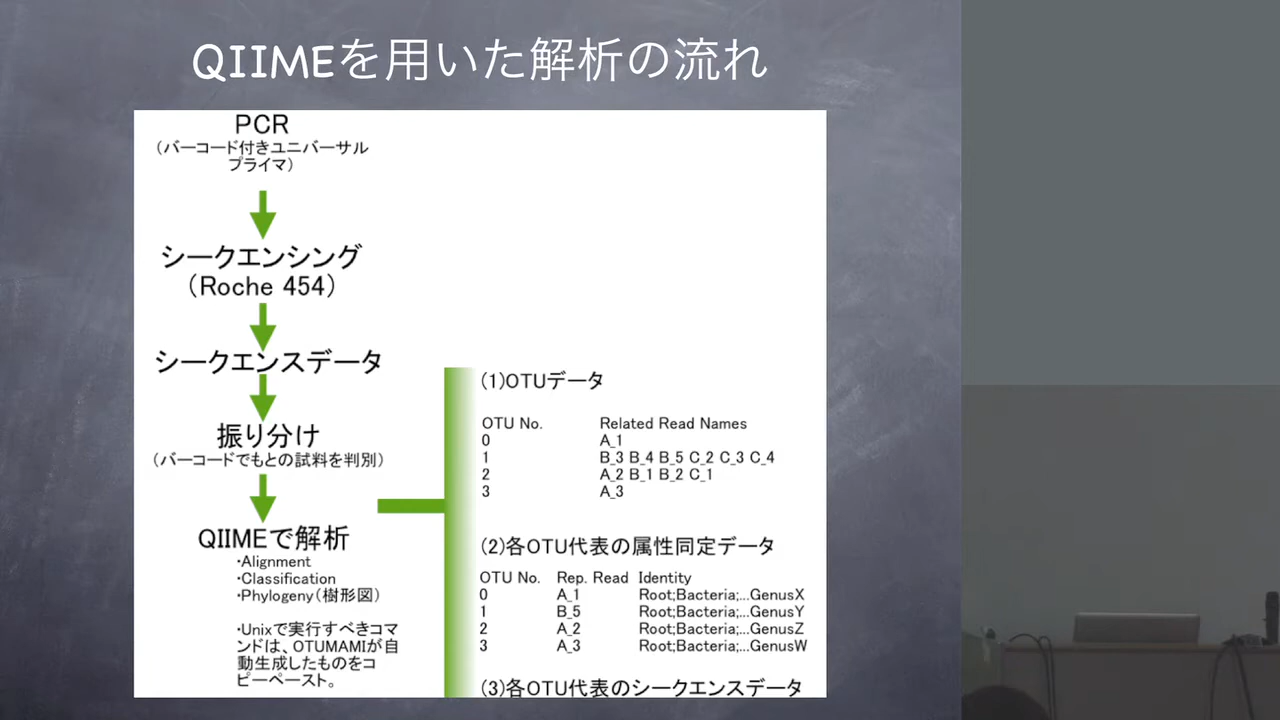 QIIMEを用いた解析の流れ
PCR
（バーコード付きユニバーサル
プライマ）
シークエンシング
（Roche 454）
シークエンスデータ
振り分け
（バーコードでもとの試料を判別）
QIIMEで解析
・Alignment
・Classification
・Phylogeny（樹形図）
・Unixで実行すべきコマ
ンドは、OTUMAMIが自
動生成したものをコ
ピーペースト。
(1)OTUデータ
OTU No. Related Read Names
0 A_1
1 B_3 B_4 B_5 C_2 C_3 C_4
2 A_2 B_1 B_2 C_1
3 A_3
(2)各OTU代表の属性同定データ
OTU No. Rep. Read Identity
0 A_1 Root;Bacteria;...GenusX
1 B_5 Root;Bacteria;...GenusY
2 A_2 Root;Bacteria;...GenusZ
3 A_3 Root;Bacteria;...GenusW
(3)各OTU代表のシークエンスデータ